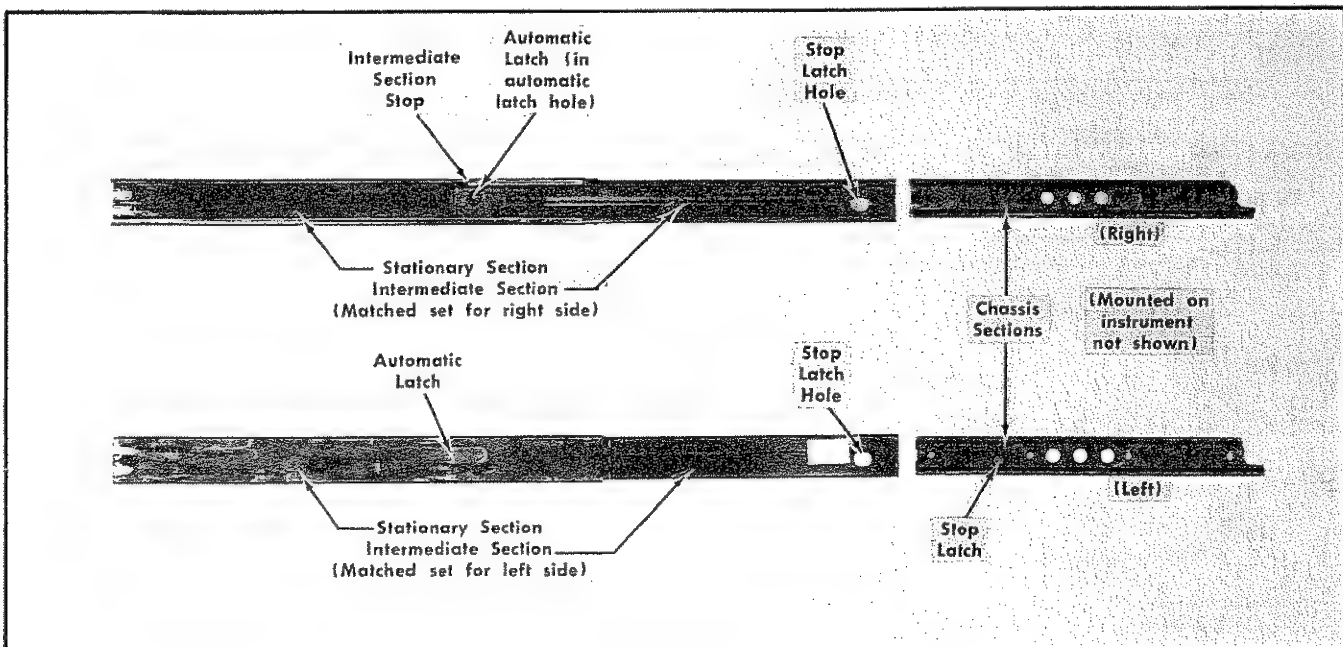 Intermediate
Section
Stop
Automatic
Latch (in
automatic
latch hole)
Stop
Latch
Hole
(Right)
Stationary Section
Intermediate Section
(Matched set for right side)
Chassis
Sections
(Mounted on
instrument
not shown)
Automatic
Latch
Stop
Latch
Hole
(Left)
Stationary Section
Intermediate Section
(Matched set for left side)
Stop
Latch